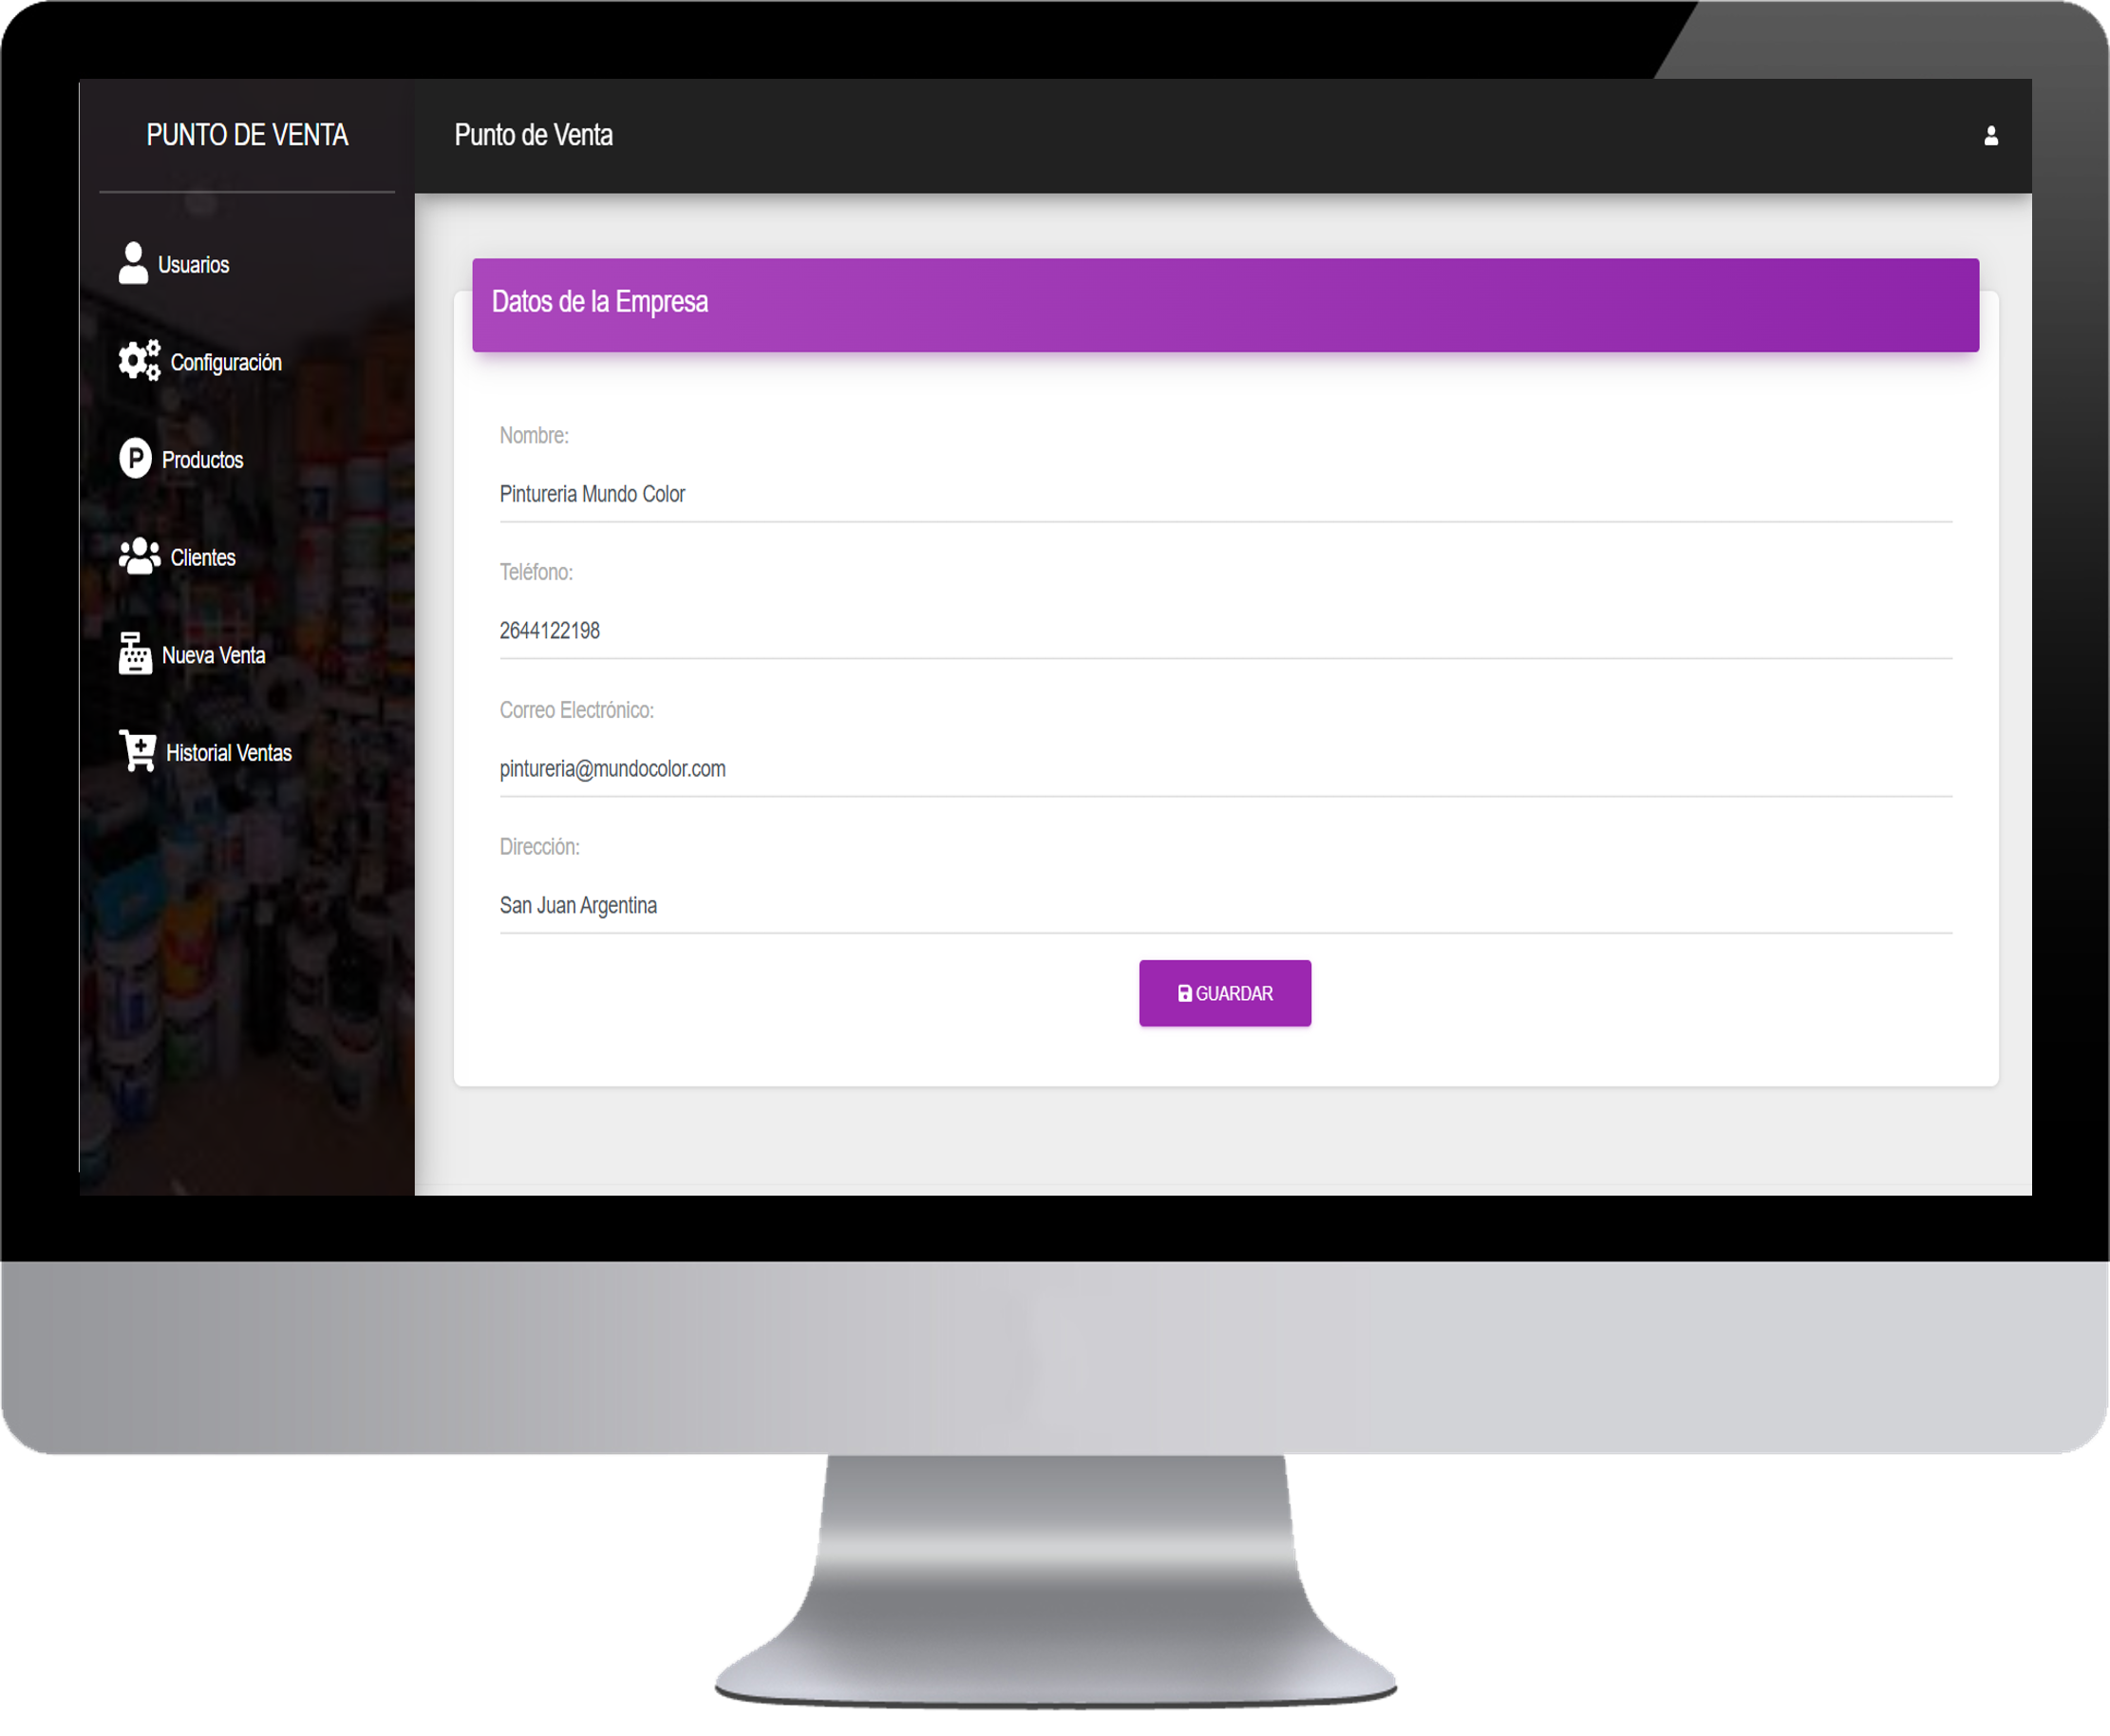 PUNTO DE VENTA
Punto de Venta
Usuarios
Configuración
Productos
Clientes
Nueva Venta
Historial Ventas
Datos de la Empresa
Nombre:
Pintureria Mundo Color
Teléfono:
2644122198
Correo Electrónico:
pintureria@mundocolor.com
Dirección:
San Juan Argentina
GUARDAR